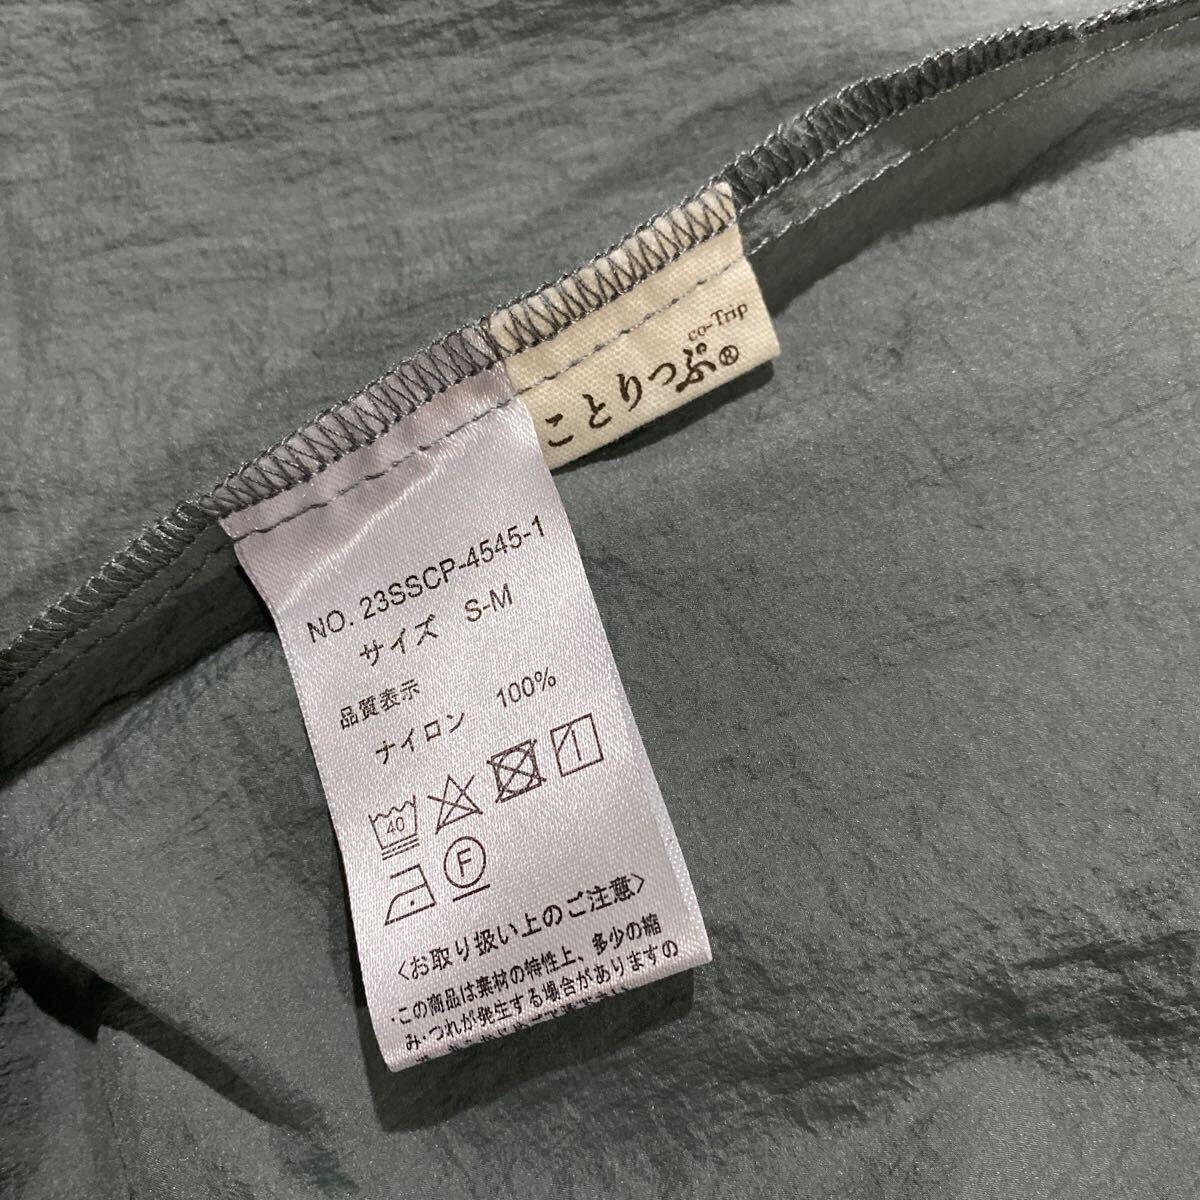 co-Trip
ことりっぷ®
NO. 23SSCP-4545-1
サイズ S-M
品質表示
ナイロン 100%
40
F
<お取り扱い上のご注意>
・この商品は素材の特性上、多少の縮
み・つれが発生する場合がありますの